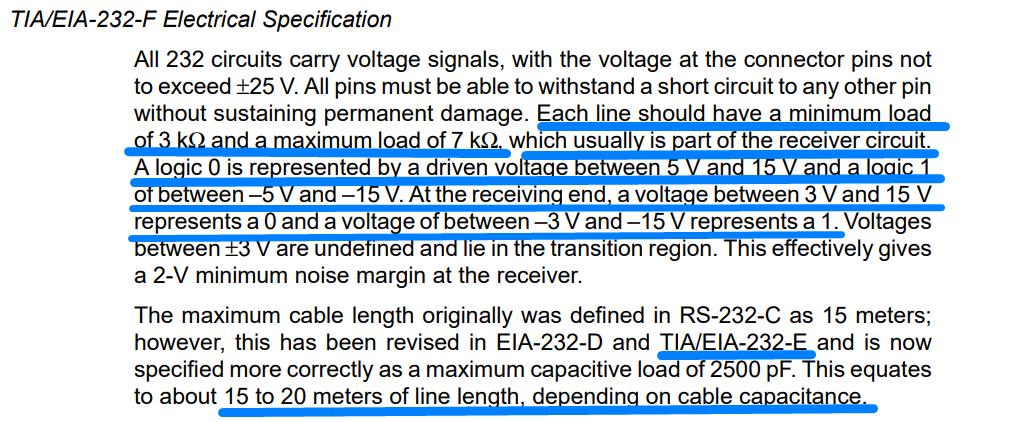 TIA/EIA-232-F Electrical Specification
All 232 circuits carry voltage signals, with the voltage at the connector pins not
to exceed ±25 V. All pins must be able to withstand a short circuit to any other pin
without sustaining permanent damage. Each line should have a minimum load
of 3 kΩ and a maximum load of 7 kΩ, which usually is part of the receiver circuit.
A logic 0 is represented by a driven voltage between 5 V and 15 V and a logic 1
of between –5 V and –15 V. At the receiving end, a voltage between 3 V and 15 V
represents a 0 and a voltage of between –3 V and –15 V represents a 1. Voltages
between ±3 V are undefined and lie in the transition region. This effectively gives
a 2-V minimum noise margin at the receiver.
The maximum cable length originally was defined in RS-232-C as 15 meters;
however, this has been revised in EIA-232-D and TIA/EIA-232-E and is now
specified more correctly as a maximum capacitive load of 2500 pF. This equates
to about 15 to 20 meters of line length, depending on cable capacitance.